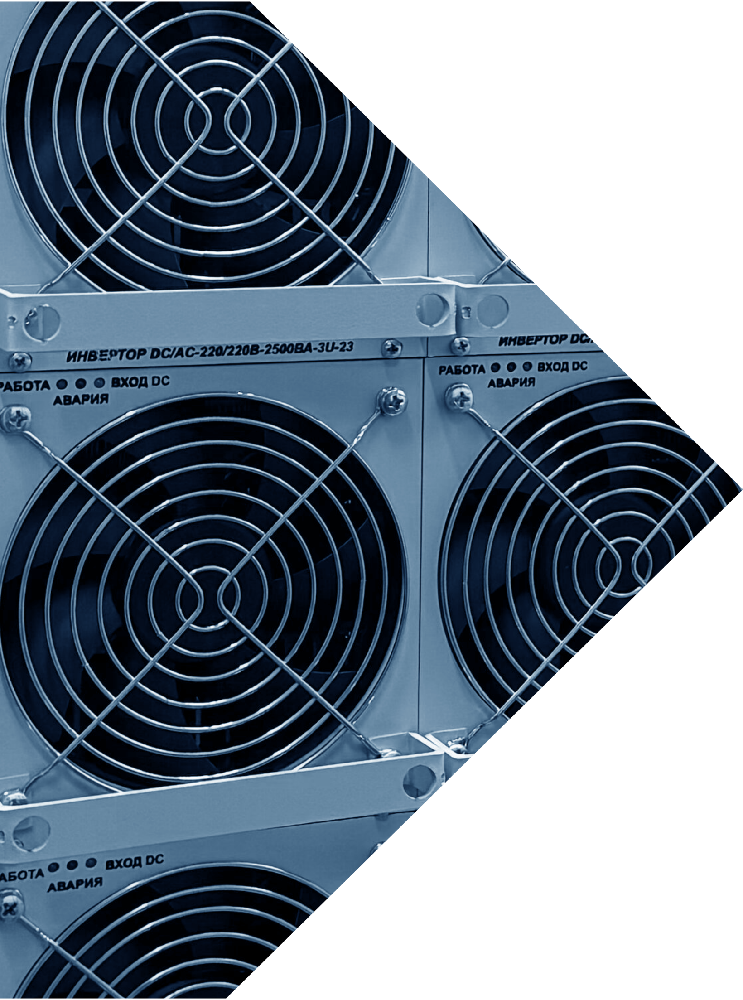 ИНВЕРТОР DC/AC-220/220В-2500ВА-3U-23
ИНВЕРТОР DC/
РАБОТА ВХОД DC
АВАРИЯ
РАБОТА ВХОД DC
АВАРИЯ
АБОТА ВХОД DC
АВАРИЯ